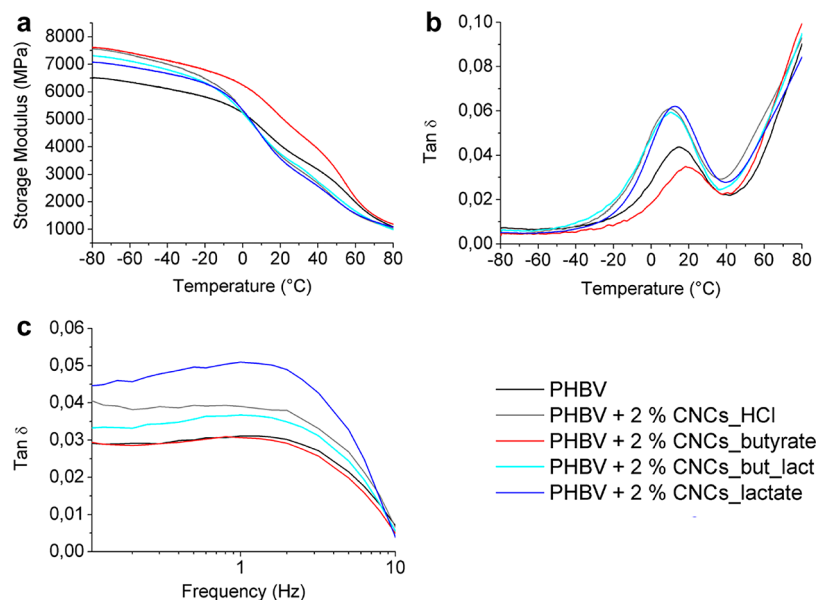 a
8000
7000
6000
5000
4000
3000
2000
1000
Storage Modulus (MPa)
-80 -60 -40 -20 0 20 40 60 80
Temperature (°C)
b
0,10
0,08
0,06
0,04
0,02
0,00
Tan δ
-80 -60 -40 -20 0 20 40 60 80
Temperature (°C)
c
0,06
0,05
0,04
0,03
0,02
0,01
0,00
Tan δ
1 10
Frequency (Hz)
PHBV
PHBV + 2 % CNCs_HCl
PHBV + 2 % CNCs_butyrate
PHBV + 2 % CNCs_but_lact
PHBV + 2 % CNCs_lactate